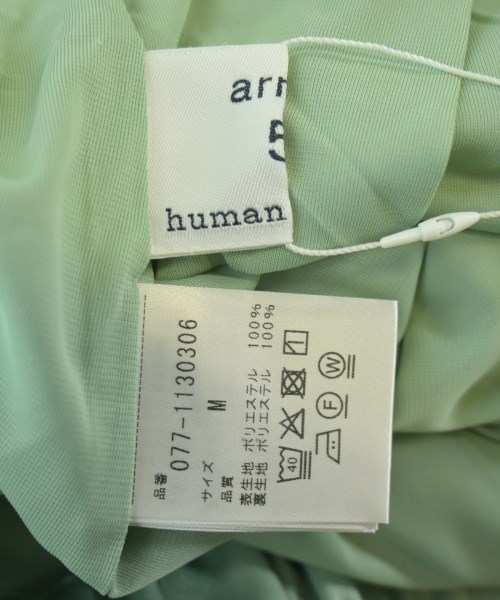 arr
5
human
品番
077-1130306
サイズ M
品質
表生地 ポリエステル 100%
裏生地 ポリエステル 100%
40
1
W
F